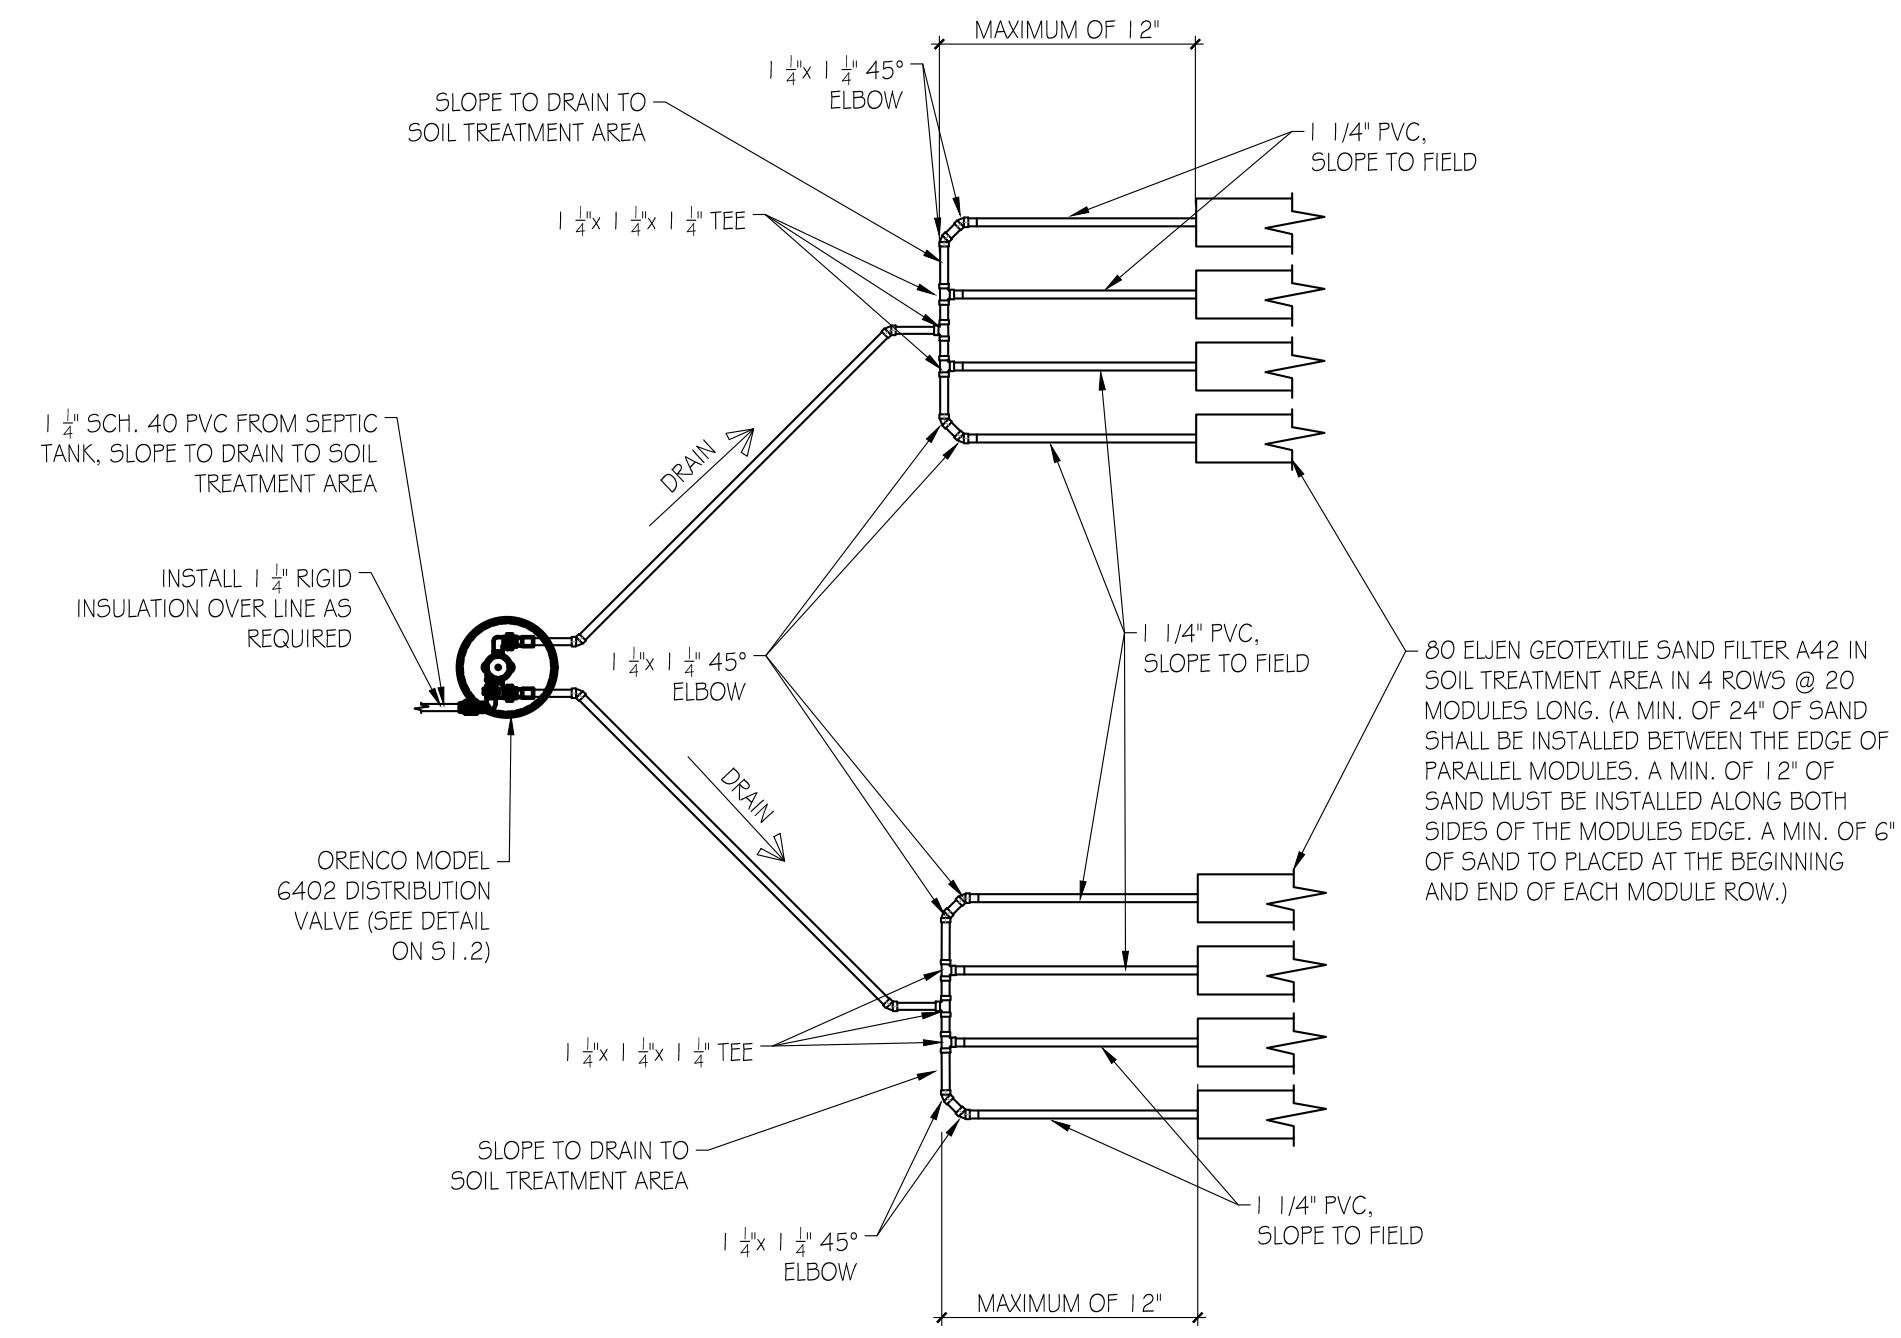 MAXIMUM OF 12"
1 1/4"x 1 1/4" 45°
ELBOW
SLOPE TO DRAIN TO
SOIL TREATMENT AREA
1 1/4" PVC,
SLOPE TO FIELD
1 1/4"x 1 1/4"x 1 1/4" TEE
1 1/4" SCH. 40 PVC FROM SEPTIC
TANK, SLOPE TO DRAIN TO SOIL
TREATMENT AREA
DRAIN
INSTALL 1 1/4" RIGID
INSULATION OVER LINE AS
REQUIRED
1 1/4"x 1 1/4" 45°
ELBOW
1 1/4" PVC,
SLOPE TO FIELD
80 ELJEN GEOTEXTILE SAND FILTER A42 IN
SOIL TREATMENT AREA IN 4 ROWS @ 20
MODULES LONG. (A MIN. OF 24" OF SAND
SHALL BE INSTALLED BETWEEN THE EDGE OF
PARALLEL MODULES. A MIN. OF 12" OF
SAND MUST BE INSTALLED ALONG BOTH
SIDES OF THE MODULES EDGE. A MIN. OF 6"
OF SAND TO PLACED AT THE BEGINNING
AND END OF EACH MODULE ROW.)
DRAIN
ORENCO MODEL
6402 DISTRIBUTION
VALVE (SEE DETAIL
ON S1.2)
1 1/4"x 1 1/4"x 1 1/4" TEE
SLOPE TO DRAIN TO
SOIL TREATMENT AREA
1 1/4" PVC,
SLOPE TO FIELD
1 1/4"x 1 1/4" 45°
ELBOW
MAXIMUM OF 12"